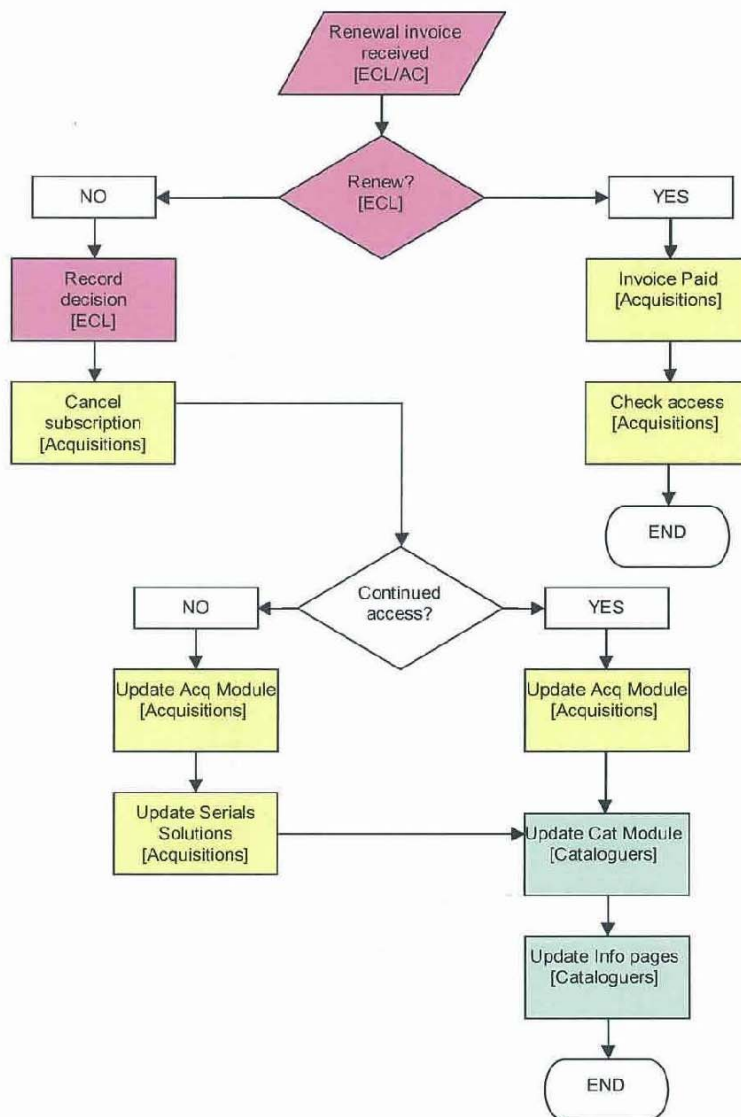 Renewal invoice
received
[ECL/AC]
Renew?
[ECL]
NO
YES
Record
decision
[ECL]
Invoice Paid
[Acquisitions]
Cancel
subscription
[Acquisitions]
Check access
[Acquisitions]
END
Continued
access?
NO
YES
Update Acq Module
[Acquisitions]
Update Acq Module
[Acquisitions]
Update Serials
Solutions
[Acquisitions]
Update Cat Module
[Cataloguers]
Update Info pages
[Cataloguers]
END